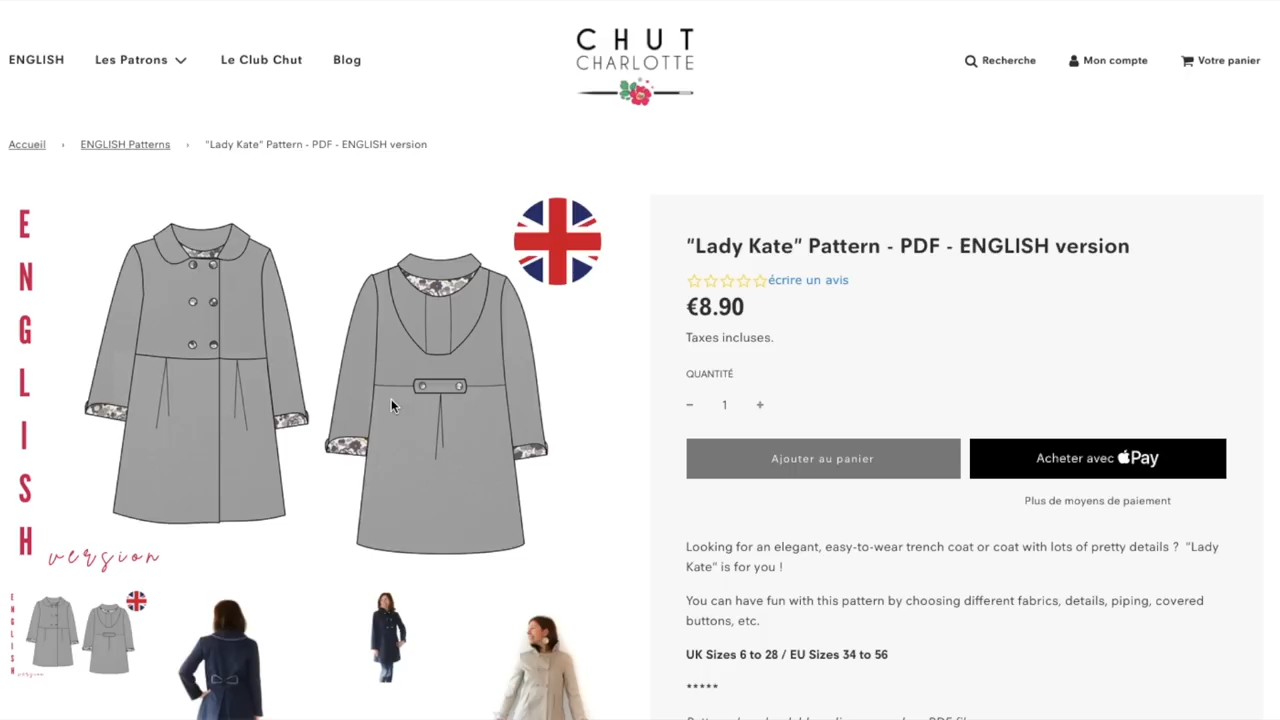 ENGLISH
Les Patrons
Le Club Chut
Blog
CHUT
CHARLOTTE
Recherche
Mon compte
Votre panier
Accueil › ENGLISH Patterns › "Lady Kate" Pattern - PDF - ENGLISH version
ENGLISH
version
ENGLISH
version
"Lady Kate" Pattern - PDF - ENGLISH version
écrire un avis
€8.90
Taxes incluses.
QUANTITÉ
− 1 +
Ajouter au panier
Acheter avec Pay
Plus de moyens de paiement
Looking for an elegant, easy-to-wear trench coat or coat with lots of pretty details ? "Lady
Kate" is for you !
You can have fun with this pattern by choosing different fabrics, details, piping, covered
buttons, etc.
UK Sizes 6 to 28 / EU Sizes 34 to 56
*****